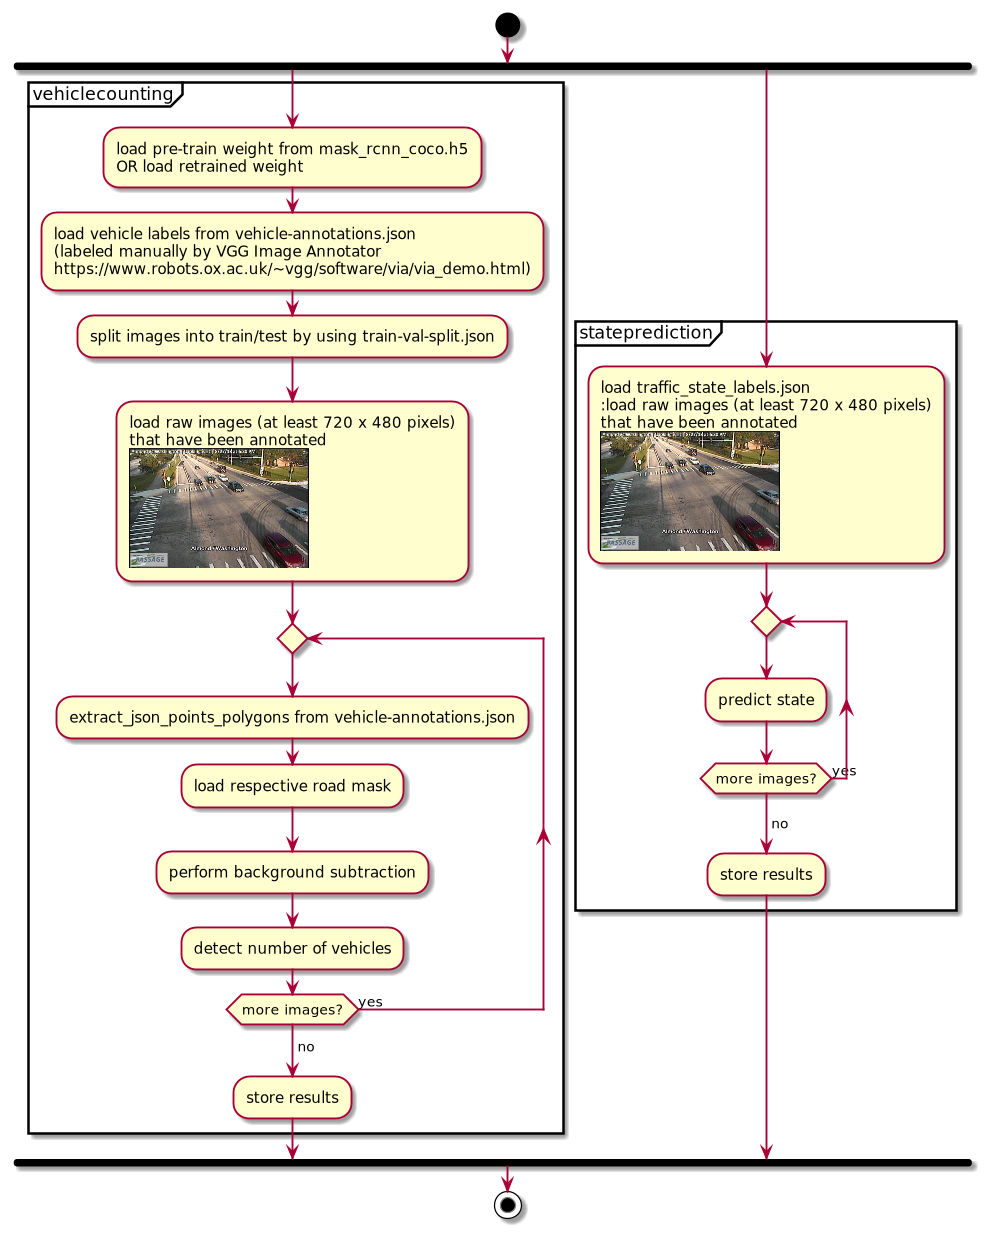 vehiclecounting
load pre-train weight from mask_rcnn_coco.h5
OR load retrained weight
load vehicle labels from vehicle-annotations.json
(labeled manually by VGG Image Annotator
https://www.robots.ox.ac.uk/~vgg/software/via/via_demo.html)
split images into train/test by using train-val-split.json
load raw images (at least 720 x 480 pixels)
that have been annotated
PASSAGE
extract_json_points_polygons from vehicle-annotations.json
load respective road mask
perform background subtraction
detect number of vehicles
more images?
yes
no
store results
stateprediction
load traffic_state_labels.json
:load raw images (at least 720 x 480 pixels)
that have been annotated
PASSAGE
predict state
more images?
yes
no
store results